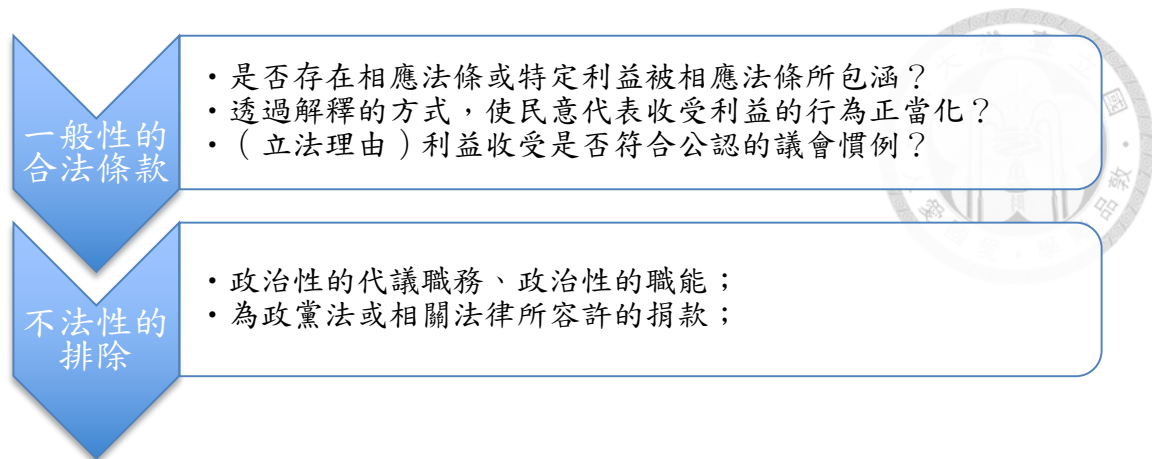 一般性的
合法條款
・是否存在相應法條或特定利益被相應法條所包涵？
・透過解釋的方式，使民意代表收受利益的行為正當化？
・（立法理由）利益收受是否符合公認的議會慣例？
不法性的
排除
・政治性的代議職務、政治性的職能；
・為政黨法或相關法律所容許的捐款；